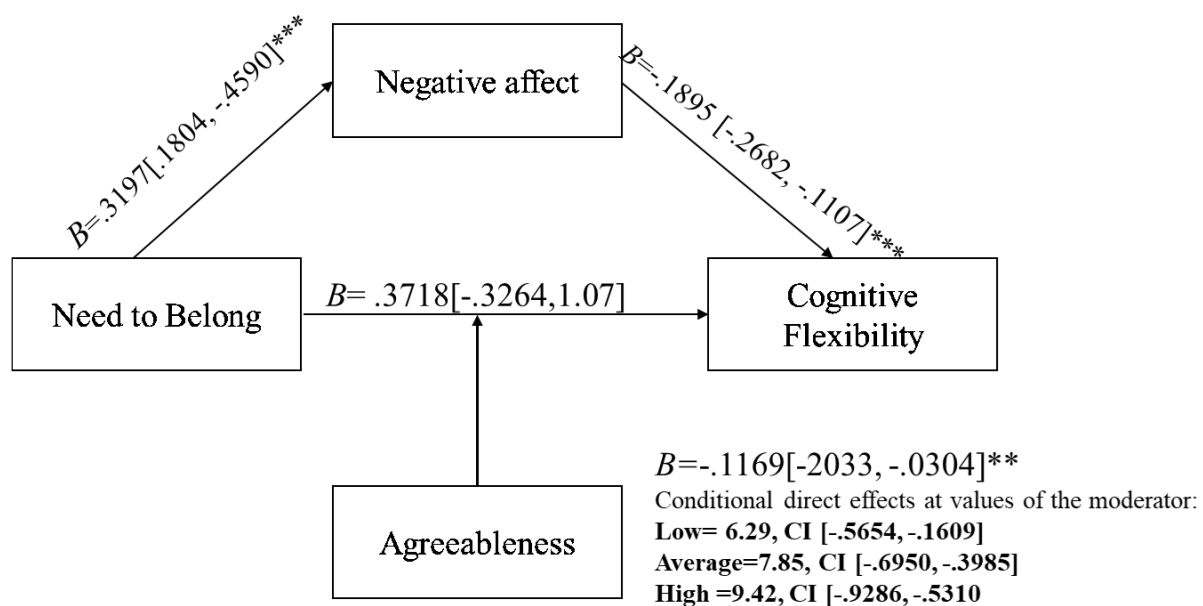 Negative affect
B=.3197[.1804, -.4590]***
B=-.1895 [-.2682, -.1107]***
Need to Belong
B= .3718[-.3264,1.07]
Cognitive
Flexibility
Agreeableness
B=-.1169[-2033, -.0304]**
Conditional direct effects at values of the moderator:
Low= 6.29, CI [-.5654, -.1609]
Average=7.85, CI [-.6950, -.3985]
High =9.42, CI [-.9286, -.5310